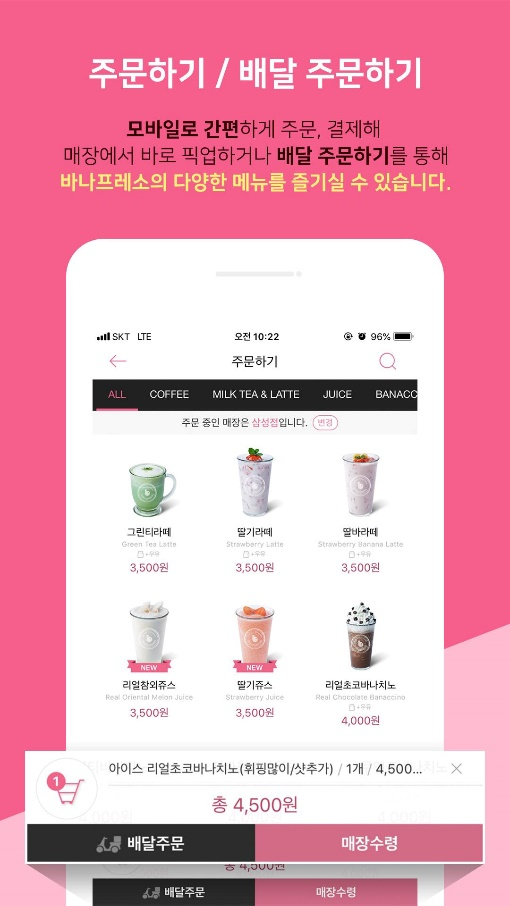 주문하기 / 배달 주문하기
모바일로 간편하게 주문, 결제해
매장에서 바로 픽업하거나 배달 주문하기를 통해
바나프레소의 다양한 메뉴를 즐기실 수 있습니다.
SKT LTE 오전 10:22 96%
주문하기
ALL COFFEE MILK TEA & LATTE JUICE BANACC
주문 중인 매장은 삼성점입니다. 변경
그린티라떼 딸기라떼 딸바라떼
Green Tea Latte Strawberry Latte Strawberry Banana Latte
+우유 +우유 +우유
3,500원 3,500원 3,500원
NEW NEW
리얼참외쥬스 딸기쥬스 리얼초코바나치노
Real Oriental Melon Juice Strawberry Juice Real Chocolate Banaccino
+우유
3,500원 3,500원 4,000원
1 아이스 리얼초코바나치노(휘핑많이/샷추가) / 1개 / 4,500...
총 4,500원
배달주문 매장수령
총 4,500원
배달주문 매장수령